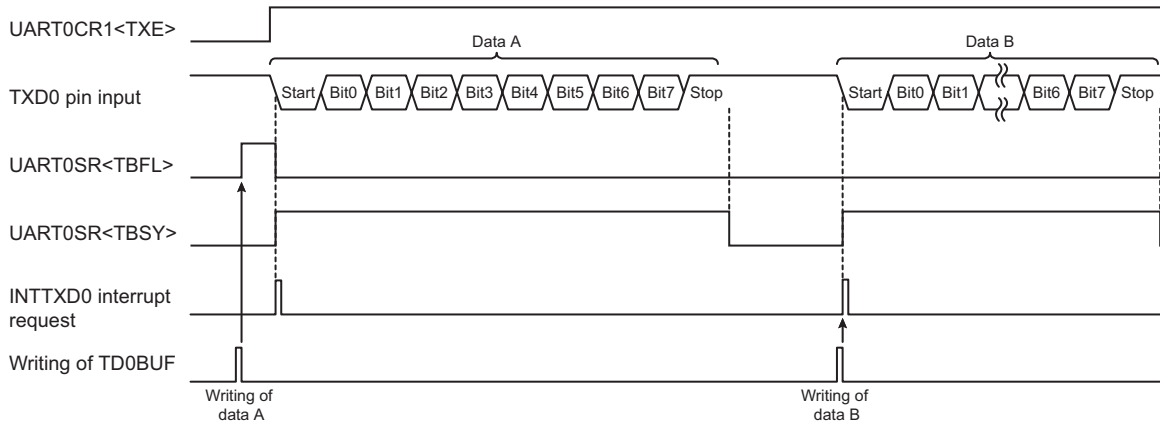 UART0CR1<TXE>
Data A
Data B
TXD0 pin input
Start Bit0 Bit1 Bit2 Bit3 Bit4 Bit5 Bit6 Bit7 Stop
Start Bit0 Bit1 Bit6 Bit7 Stop
UART0SR<TBFL>
UART0SR<TBSY>
INTTXD0 interrupt
request
Writing of TD0BUF
Writing of
data A
Writing of
data B